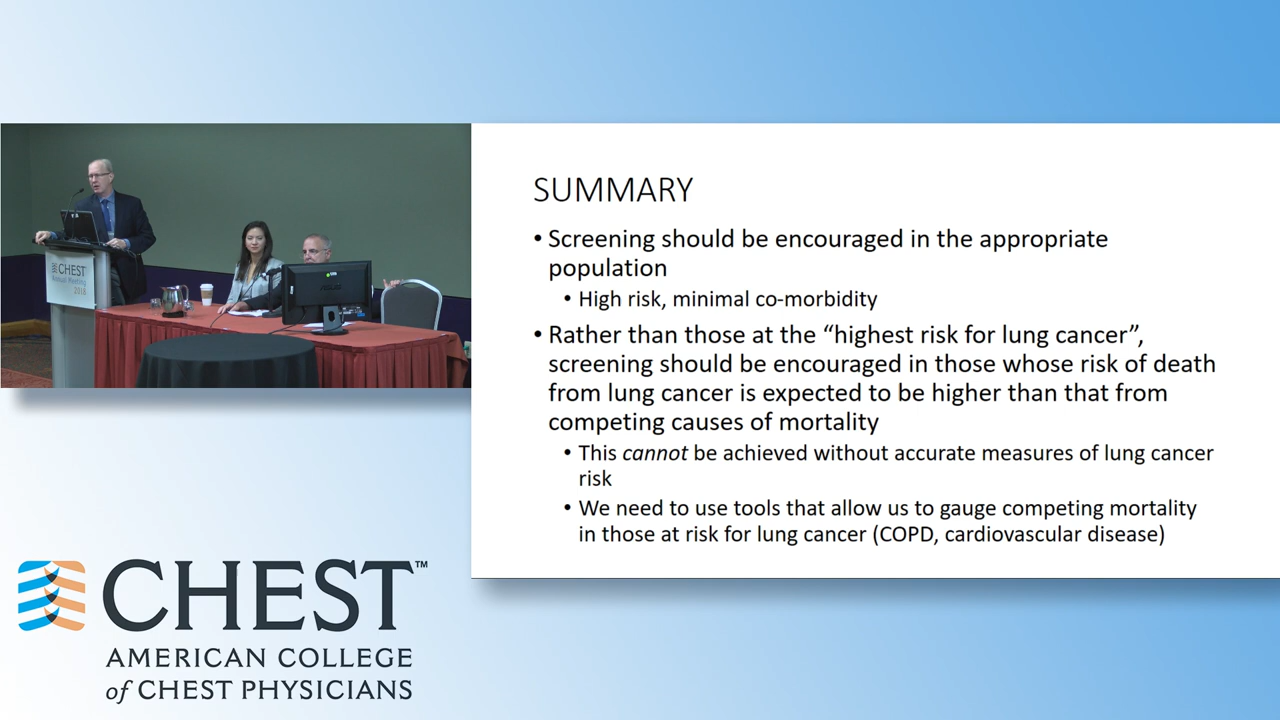 CHEST
Annual Meeting
2018
SUMMARY
• Screening should be encouraged in the appropriate
population
• High risk, minimal co-morbidity
• Rather than those at the “highest risk for lung cancer”,
screening should be encouraged in those whose risk of death
from lung cancer is expected to be higher than that from
competing causes of mortality
• This cannot be achieved without accurate measures of lung cancer
risk
• We need to use tools that allow us to gauge competing mortality
in those at risk for lung cancer (COPD, cardiovascular disease)
CHEST™
AMERICAN COLLEGE
of CHEST PHYSICIANS